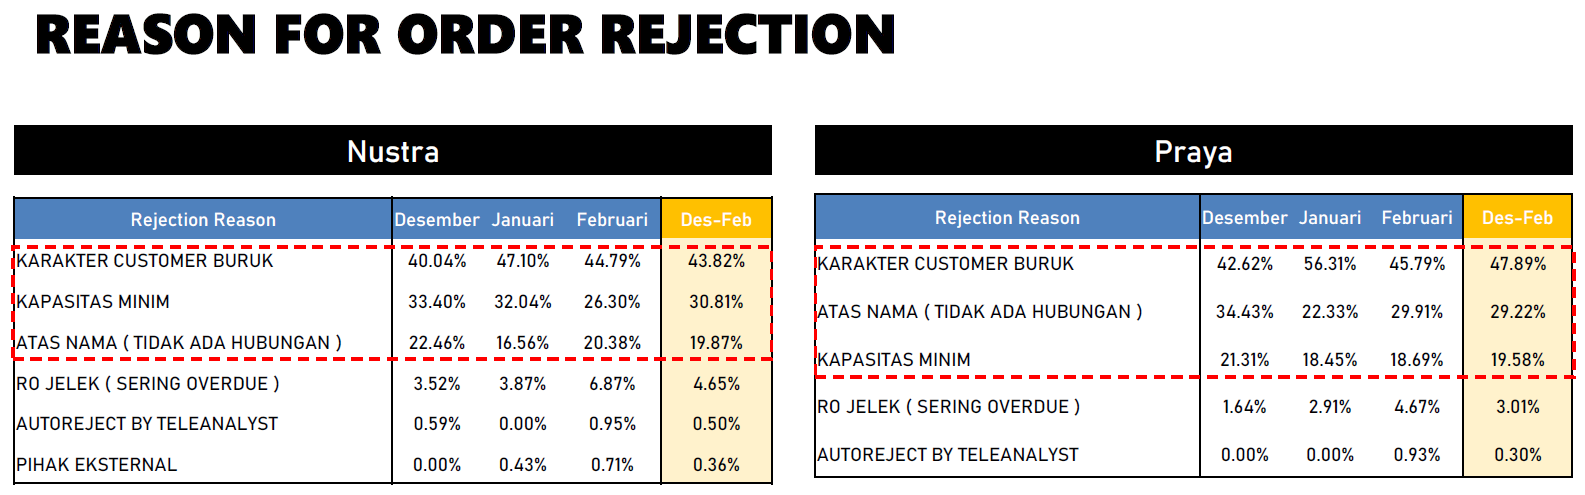 REASON FOR ORDER REJECTION
Nustra
Rejection Reason Desember Januari Februari Des-Feb
KARAKTER CUSTOMER BURUK 40.04% 47.10% 44.79% 43.82%
KAPASITAS MINIM 33.40% 32.04% 26.30% 30.81%
ATAS NAMA ( TIDAK ADA HUBUNGAN ) 22.46% 16.56% 20.38% 19.87%
RO JELEK ( SERING OVERDUE ) 3.52% 3.87% 6.87% 4.65%
AUTOREJECT BY TELEANALYST 0.59% 0.00% 0.95% 0.50%
PIHAK EKSTERNAL 0.00% 0.43% 0.71% 0.36%
Praya
Rejection Reason Desember Januari Februari Des-Feb
KARAKTER CUSTOMER BURUK 42.62% 56.31% 45.79% 47.89%
ATAS NAMA ( TIDAK ADA HUBUNGAN ) 34.43% 22.33% 29.91% 29.22%
KAPASITAS MINIM 21.31% 18.45% 18.69% 19.58%
RO JELEK ( SERING OVERDUE ) 1.64% 2.91% 4.67% 3.01%
AUTOREJECT BY TELEANALYST 0.00% 0.00% 0.93% 0.30%